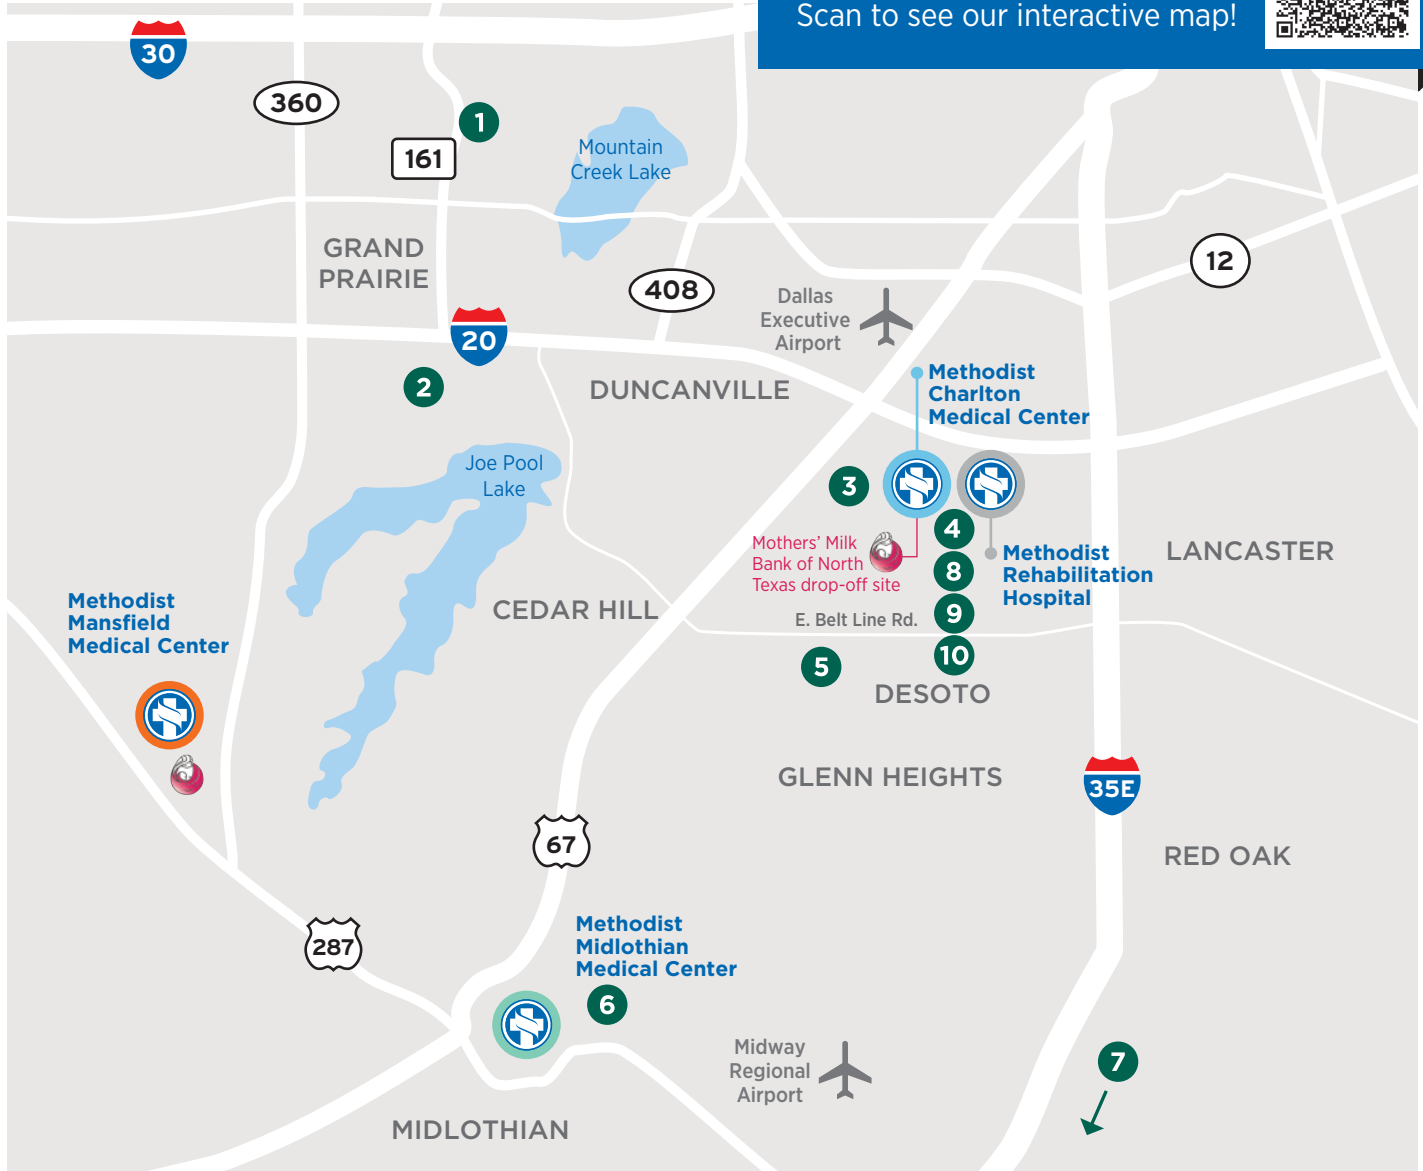 Scan to see our interactive map!
30
360
1
161
Mountain
Creek Lake
GRAND
PRAIRIE
12
408
Dallas
Executive
Airport
20
2
DUNCANVILLE
Methodist
Charlton
Medical Center
Joe Pool
Lake
3
4
Mothers' Milk
Bank of North
Texas drop-off site
8
Methodist
Rehabilitation
Hospital
LANCASTER
Methodist
Mansfield
Medical Center
CEDAR HILL
E. Belt Line Rd.
9
10
5
DESOTO
GLENN HEIGHTS
35E
67
RED OAK
287
Methodist
Midlothian
Medical Center
6
Midway
Regional
Airport
7
MIDLOTHIAN